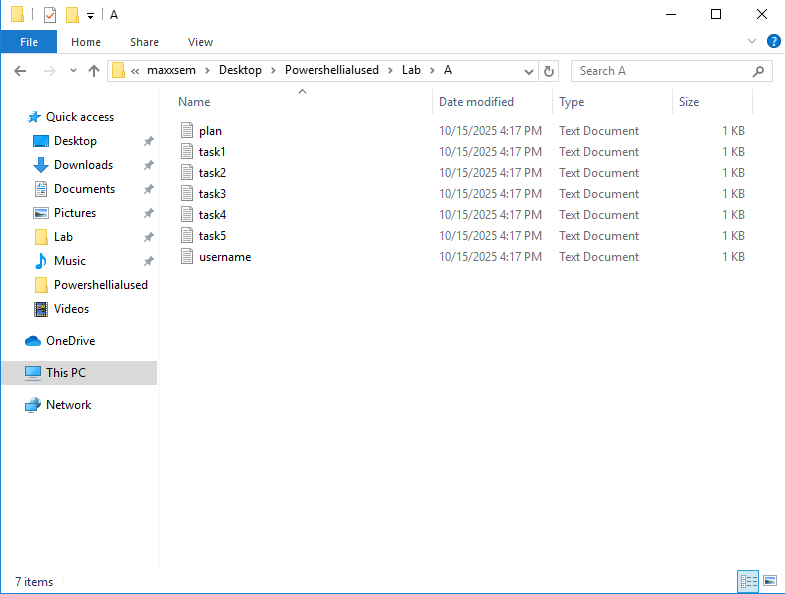 A
File Home Share View
« maxxsem > Desktop > Powershellialused > Lab > A
Search A
Name Date modified Type Size
Quick access
Desktop
Downloads
Documents
Pictures
Lab
Music
Powershellialused
Videos
OneDrive
This PC
Network
plan 10/15/2025 4:17 PM Text Document 1 KB
task1 10/15/2025 4:17 PM Text Document 1 KB
task2 10/15/2025 4:17 PM Text Document 1 KB
task3 10/15/2025 4:17 PM Text Document 1 KB
task4 10/15/2025 4:17 PM Text Document 1 KB
task5 10/15/2025 4:17 PM Text Document 1 KB
username 10/15/2025 4:17 PM Text Document 1 KB
7 items